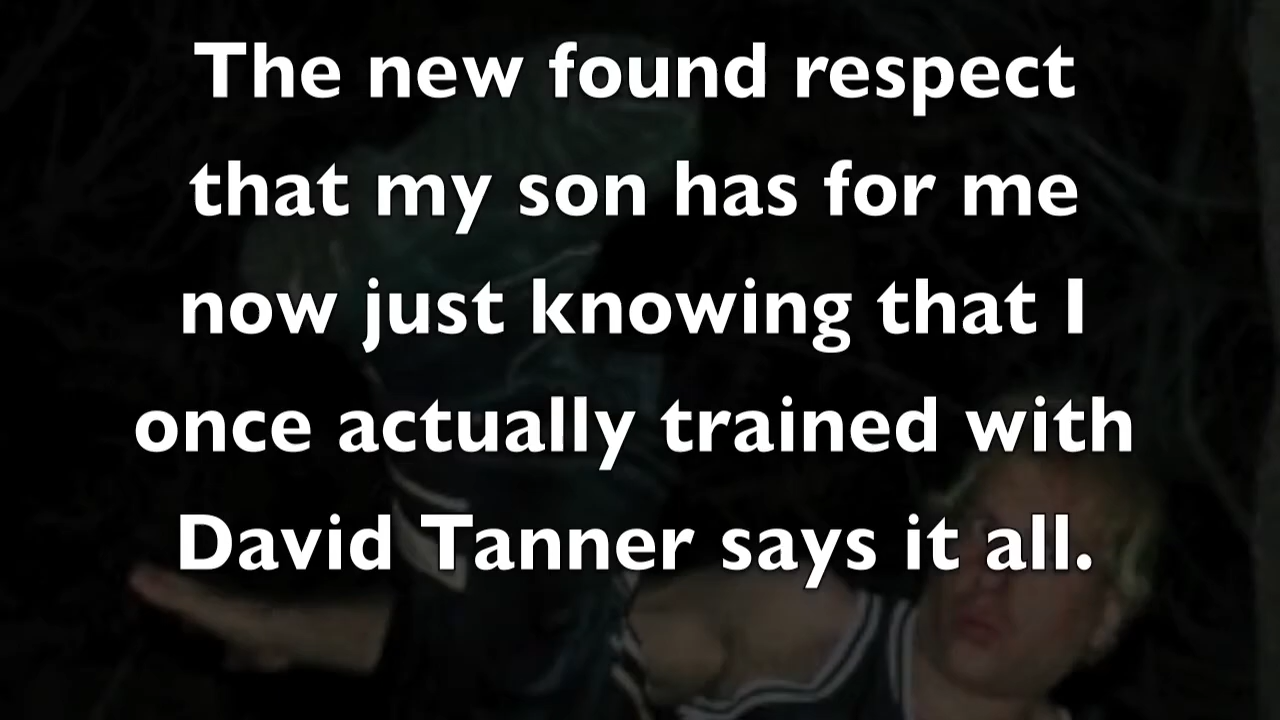 The new found respect
that my son has for me
now just knowing that I
once actually trained with
David Tanner says it all.